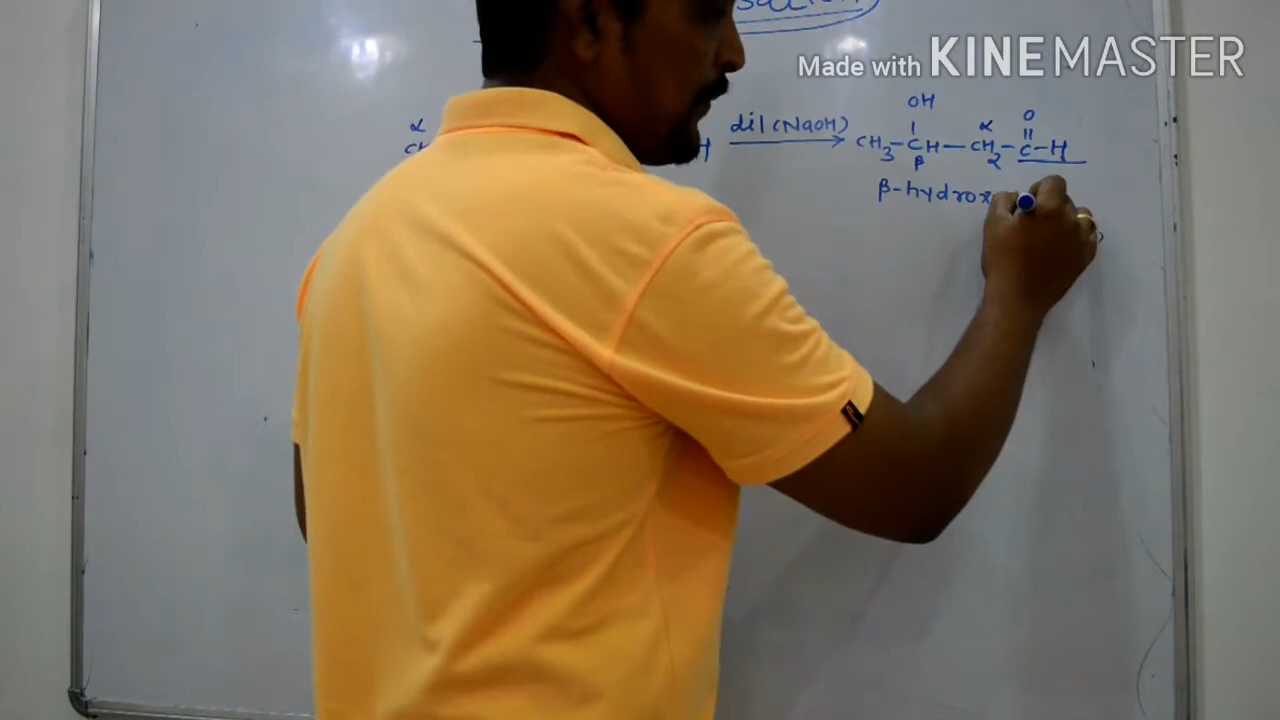 Made with KINEMASTER
OH
α O
dil (NaOH) CH3-CH-CH2-C-H
α
β
β-hydrox